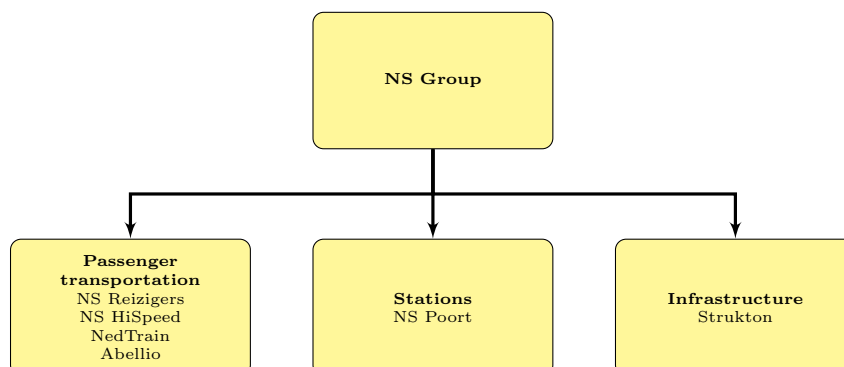 NS Group
Passenger
transportation
NS Reizigers
NS HiSpeed
NedTrain
Abellio
Stations
NS Poort
Infrastructure
Strukton